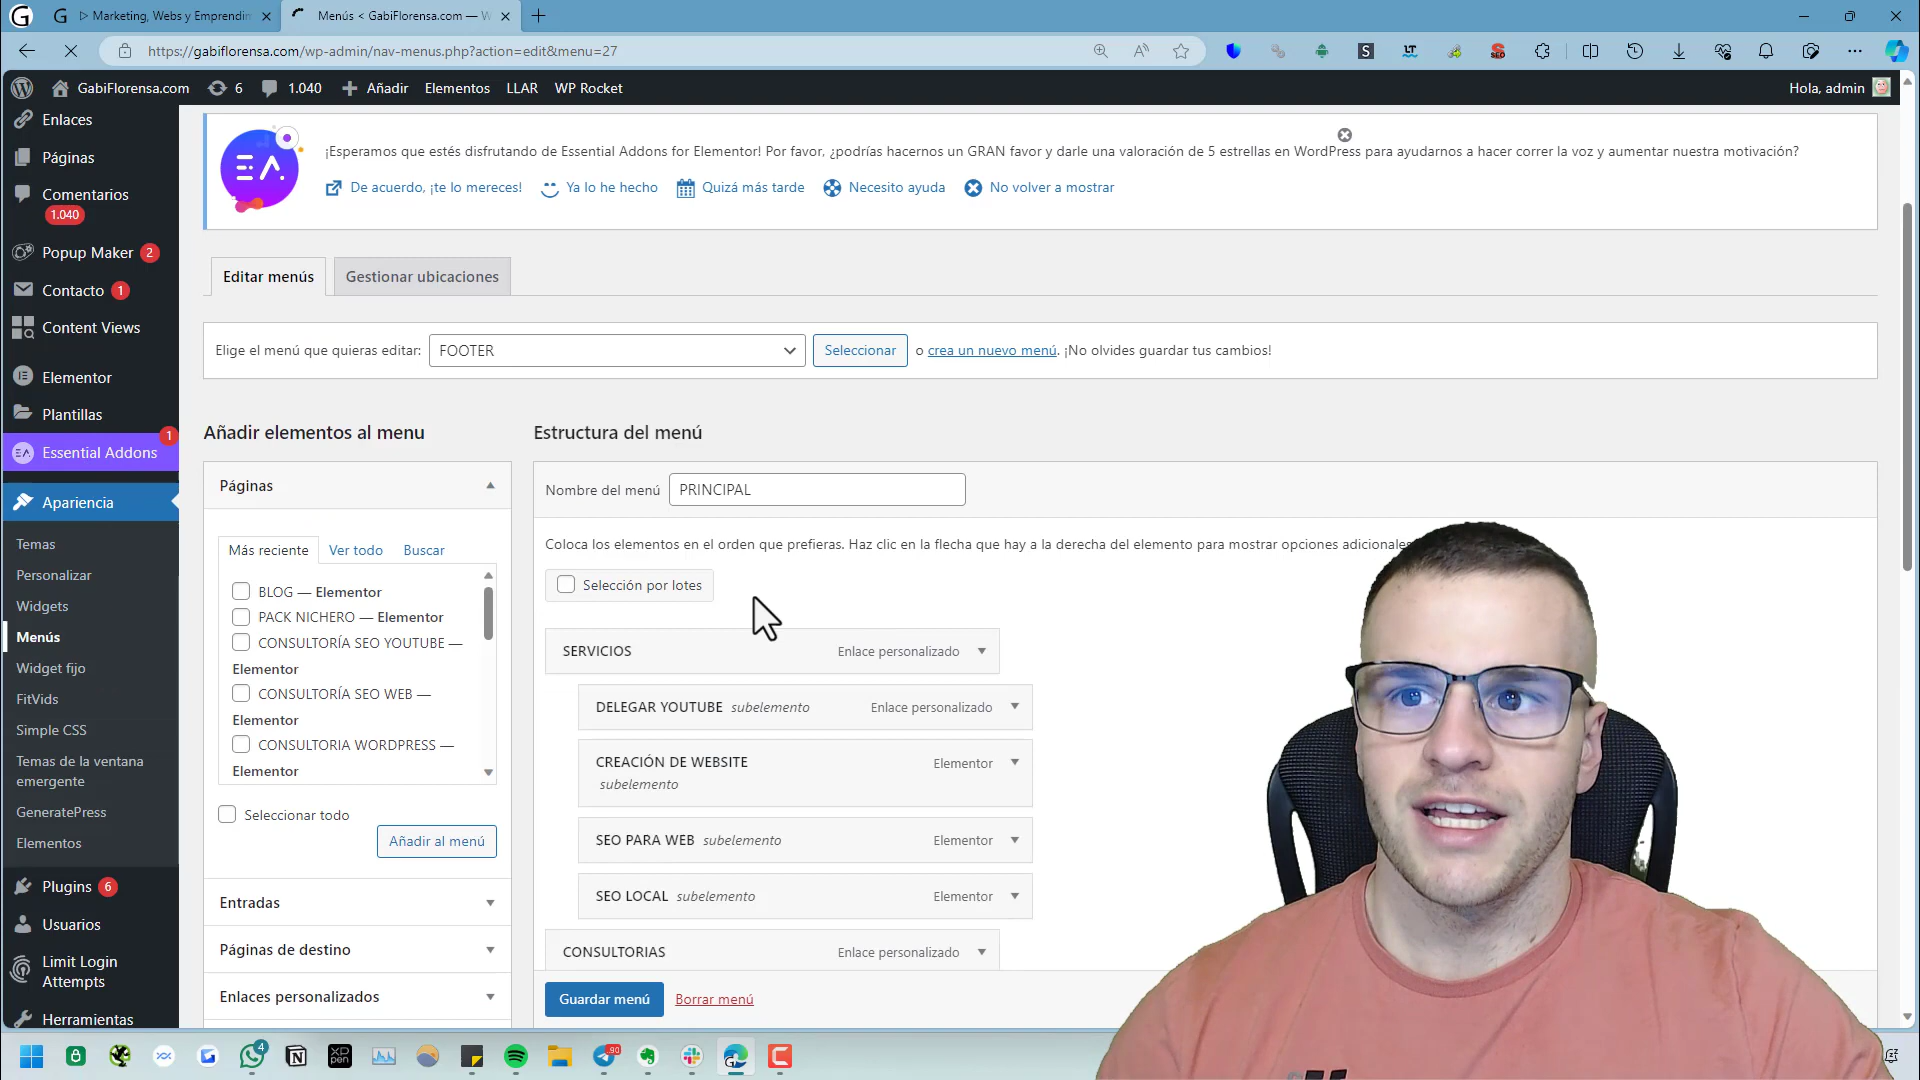 Marketing, Webs y Emprendin
Menús < GabiFlorensa.com — W
https://gabiflorensa.com/wp-admin/nav-menus.php?action=edit&menu=27
GabiFlorensa.com
6
1.040
Añadir
Elementos
LLAR
WP Rocket
Hola, admin
Enlaces
Páginas
Comentarios
1.040
Popup Maker 2
Contacto 1
Content Views
Elementor
Plantillas
Essential Addons
1
Apariencia
Temas
Personalizar
Widgets
Menús
Widget fijo
FitVids
Simple CSS
Temas de la ventana
emergente
GeneratePress
Elementos
Plugins 6
Usuarios
Limit Login
Attempts
Herramientas
EA
¡Esperamos que estés disfrutando de Essential Addons for Elementor! Por favor, ¿podrías hacernos un GRAN favor y darle una valoración de 5 estrellas en WordPress para ayudarnos a hacer correr la voz y aumentar nuestra motivación?
De acuerdo, ¡te lo mereces!
Ya lo he hecho
Quizá más tarde
Necesito ayuda
No volver a mostrar
Editar menús
Gestionar ubicaciones
Elige el menú que quieras editar:
FOOTER
Seleccionar
o crea un nuevo menú. ¡No olvides guardar tus cambios!
Añadir elementos al menu
Páginas
Más reciente
Ver todo
Buscar
BLOG — Elementor
PACK NICHERO — Elementor
CONSULTORÍA SEO YOUTUBE —
Elementor
CONSULTORÍA SEO WEB —
Elementor
CONSULTORIA WORDPRESS —
Elementor
Seleccionar todo
Añadir al menú
Entradas
Páginas de destino
Enlaces personalizados
Estructura del menú
Nombre del menú
PRINCIPAL
Coloca los elementos en el orden que prefieras. Haz clic en la flecha que hay a la derecha del elemento para mostrar opciones adicionales
Selección por lotes
SERVICIOS
Enlace personalizado
DELEGAR YOUTUBE subelemento
Enlace personalizado
CREACIÓN DE WEBSITE
subelemento
Elementor
SEO PARA WEB subelemento
Elementor
SEO LOCAL subelemento
Elementor
CONSULTORIAS
Enlace personalizado
Guardar menú
Borrar menú
4
XP
PEN
90